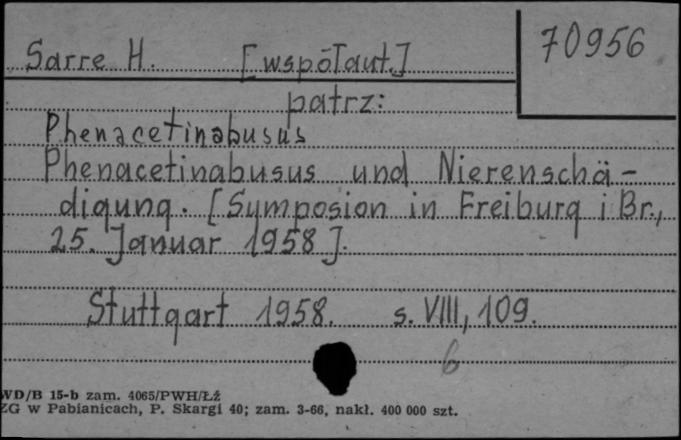 70956
Sarre H. [współaut.]
patrz:
Phenacetinabusus
Phenacetinabusus und Nierenschä-
digung. [Symposion in Freiburg i Br.,
25. Januar 1958].
Stuttgart 1958. s. VIII, 109.
6
WD/B 15-b zam. 4065/PWH/Łź
ZG w Pabianicach, P. Skargi 40; zam. 3-66, nakł. 400 000 szt.